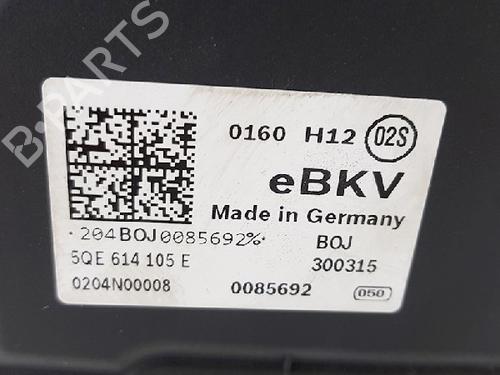 B-PARTS
0160 H12 02S
eBKV
Made in Germany
·204BOJ0085692%·
BOJ
5QE 614 105 E
300315
0204N00008
0085692
050